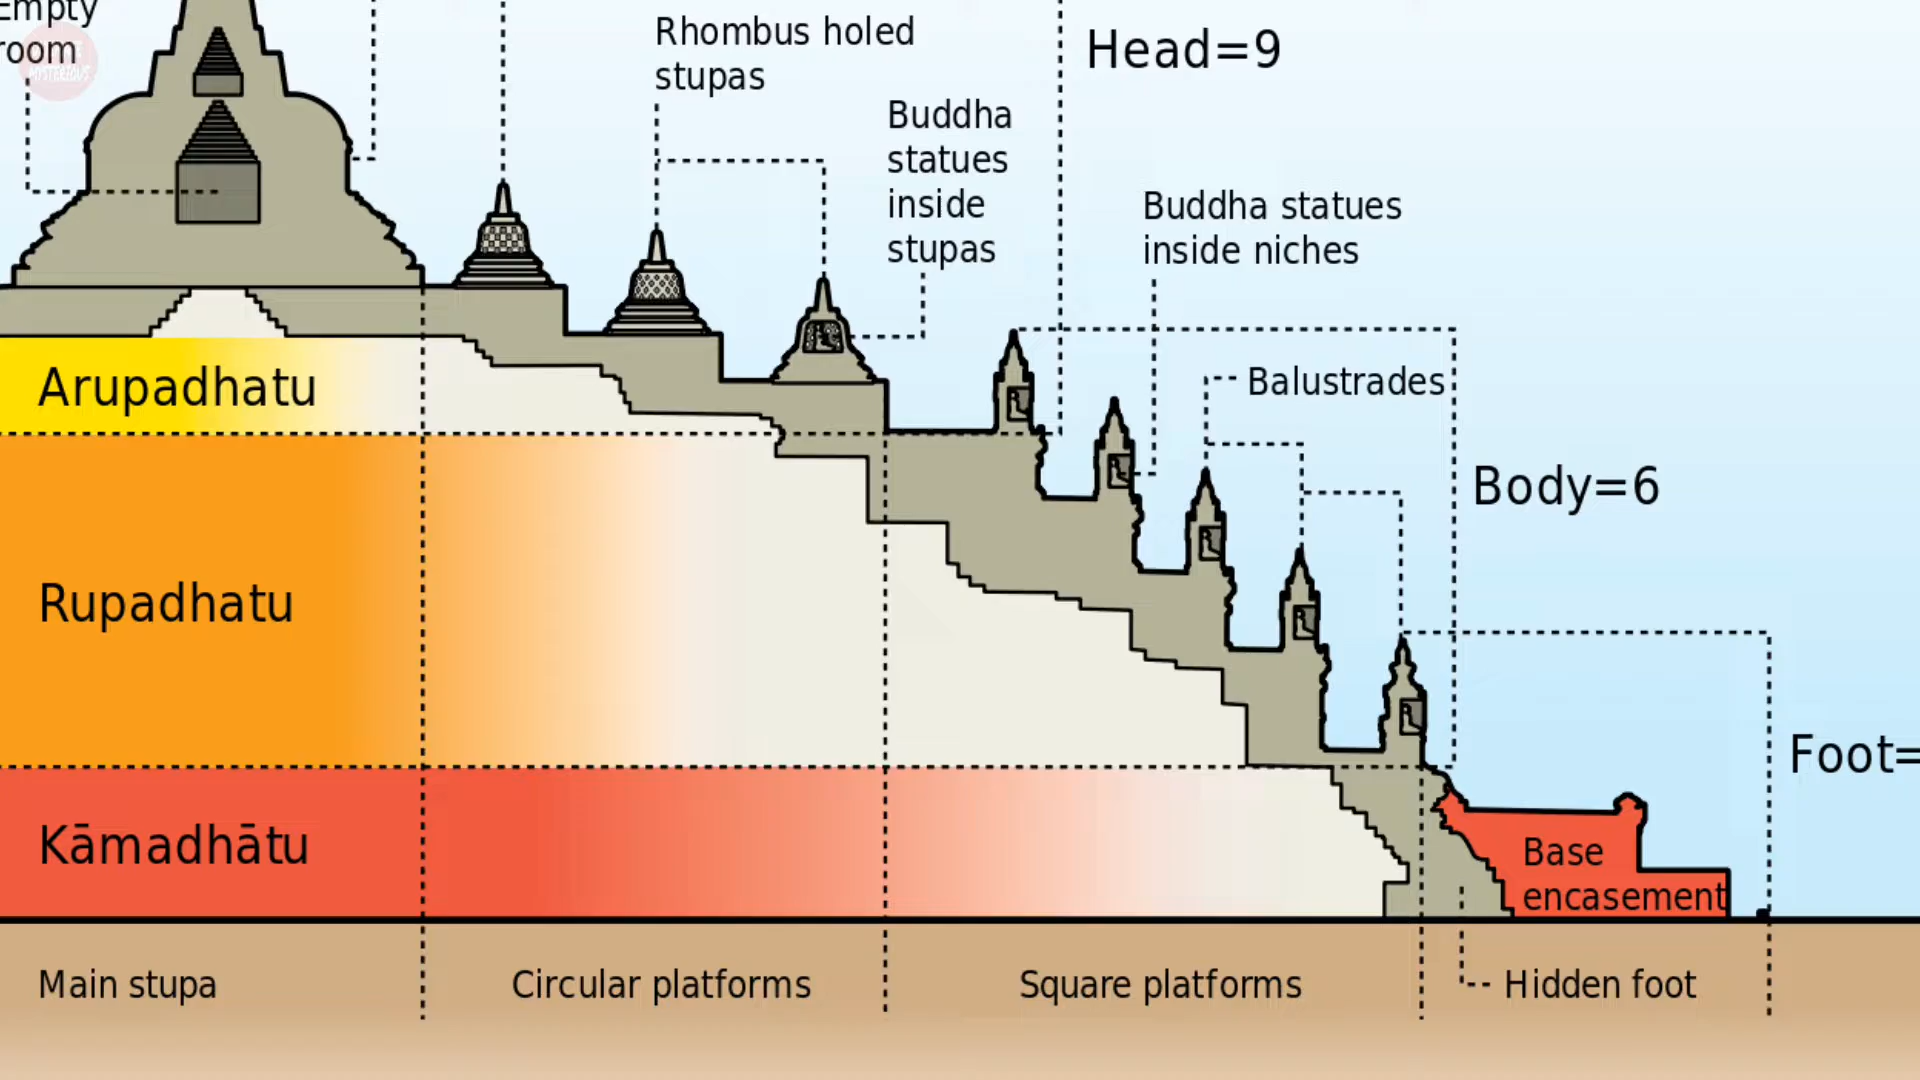 Empty
room
MYSTERIOUS
Rhombus holed
stupas
Head=9
Buddha
statues
inside
stupas
Buddha statues
inside niches
Balustrades
Arupadhatu
Body=6
Rupadhatu
Foot=
Kāmadhātu
Base
encasement
Main stupa
Circular platforms
Square platforms
Hidden foot